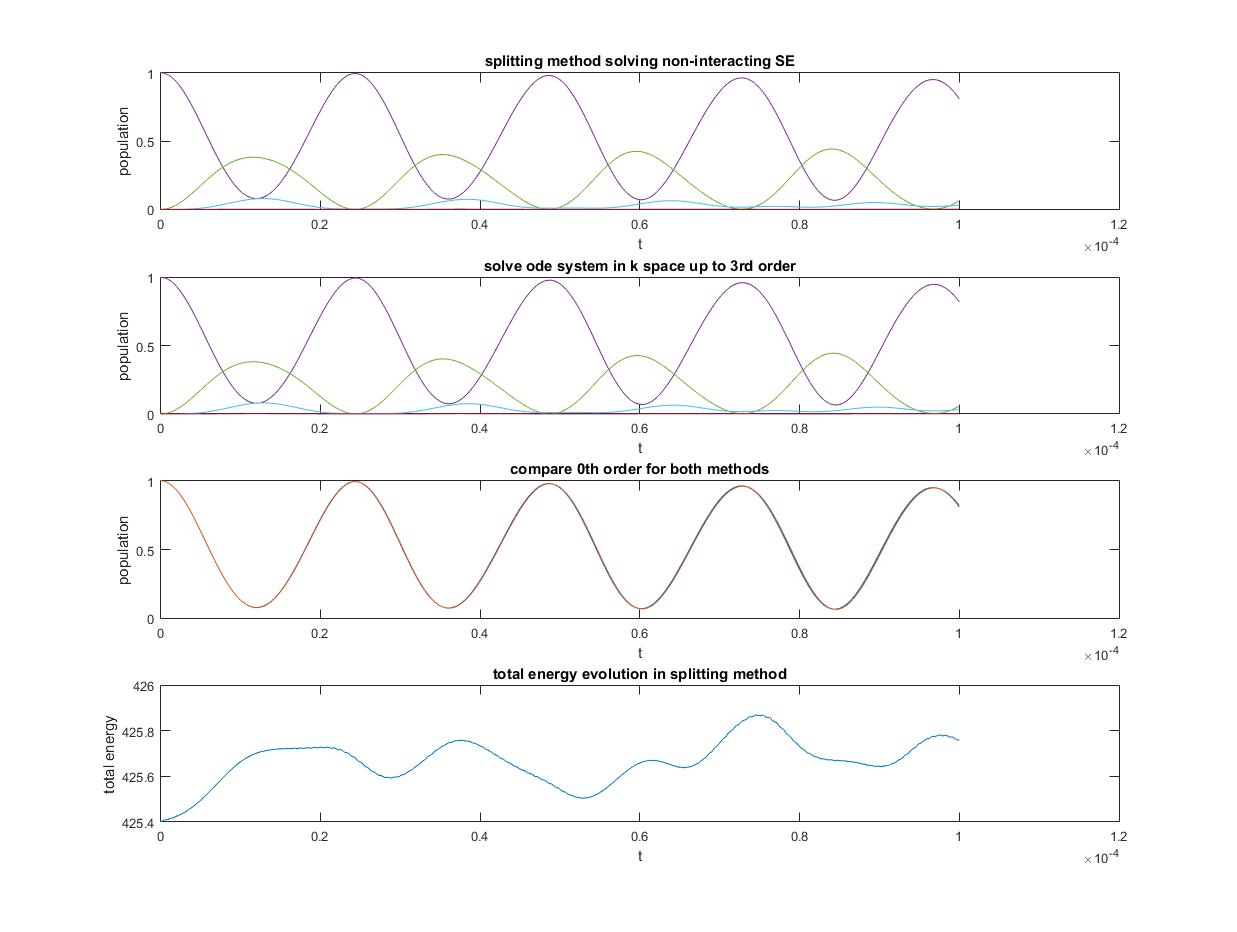 splitting method solving non-interacting SE
population
1
0.5
0
0 0.2 0.4 0.6 0.8 1 1.2
t
×10-4
solve ode system in k space up to 3rd order
population
1
0.5
0
0 0.2 0.4 0.6 0.8 1 1.2
t
×10-4
compare 0th order for both methods
population
1
0.5
0
0 0.2 0.4 0.6 0.8 1 1.2
t
×10-4
total energy evolution in splitting method
total energy
426
425.8
425.6
425.4
0 0.2 0.4 0.6 0.8 1 1.2
t
×10-4